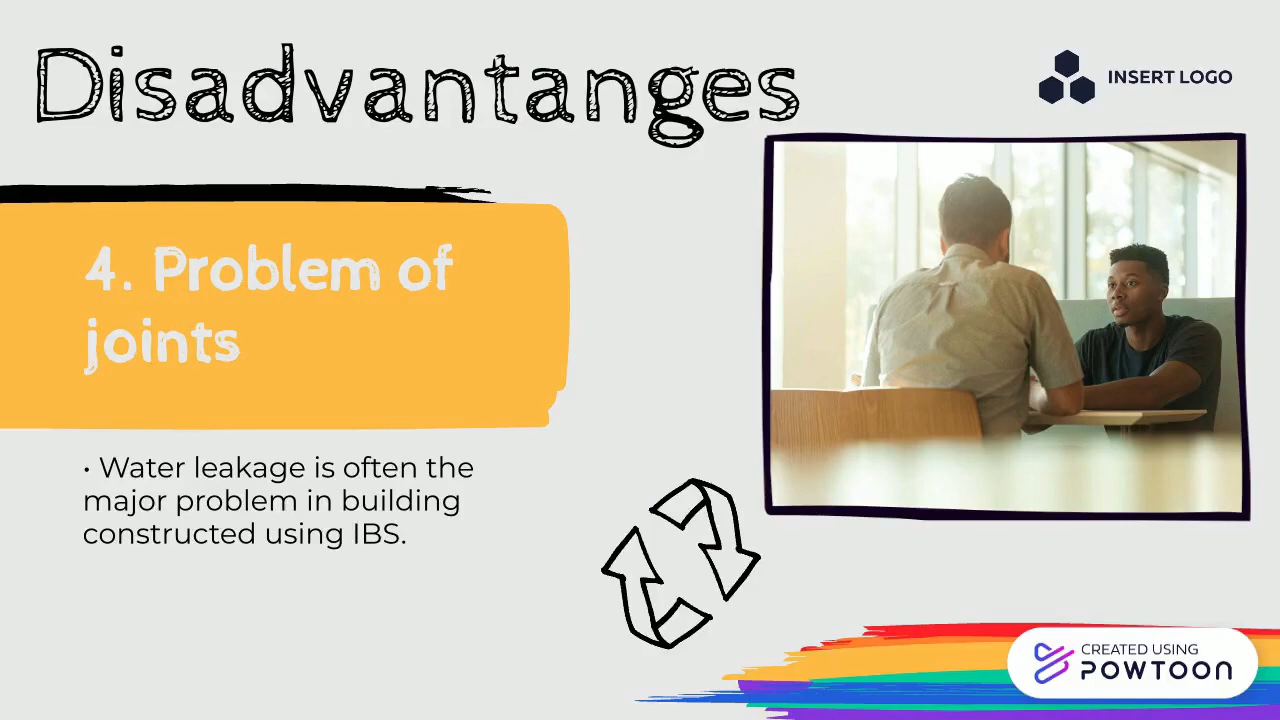 Disadvantanges
INSERT LOGO
4. Problem of
joints
• Water leakage is often the
major problem in building
constructed using IBS.
CREATED USING
POWTOON